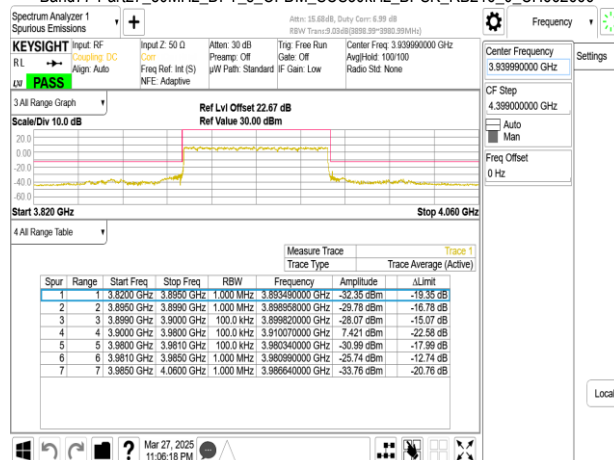 Spectrum Analyzer 1
Spurious Emissions
Attn: 15.68dB, Duty Corr: 6.99 dB
RBW Trans:9.03dB(3898.99*3980.99MHz)
Frequency
Settings
KEYSIGHT
Input: RF
Input Z: 50 Ω
Atten: 30 dB
Trig: Free Run
Center Freq: 3.939990000 GHz
RL
Coupling: DC
Corr
Preamp: Off
Gate: Off
Avg|Hold: 100/100
Align: Auto
Freq Ref: Int (S)
µW Path: Standard
IF Gain: Low
Radio Std: None
NFE: Adaptive
LXI
PASS
Center Frequency
3.939990000 GHz
CF Step
4.399000000 GHz
Auto
Man
Freq Offset
0 Hz
3 All Range Graph
Ref Lvl Offset 22.67 dB
Scale/Div 10.0 dB
Ref Value 30.00 dBm
20.0
0.00
-20.0
-40.0
-60.0
Start 3.820 GHz
Stop 4.060 GHz
4 All Range Table
Measure Trace
Trace 1
Trace Type
Trace Average (Active)
Spur Range Start Freq Stop Freq RBW Frequency Amplitude ΔLimit
1 1 3.8200 GHz 3.8950 GHz 1.000 MHz 3.893490000 GHz -32.35 dBm -19.35 dB
2 2 3.8950 GHz 3.8990 GHz 1.000 MHz 3.898958000 GHz -29.78 dBm -16.78 dB
3 3 3.8990 GHz 3.9000 GHz 100.0 kHz 3.899820000 GHz -28.07 dBm -15.07 dB
4 4 3.9000 GHz 3.9800 GHz 100.0 kHz 3.910070000 GHz 7.421 dBm -22.58 dB
5 5 3.9800 GHz 3.9810 GHz 100.0 kHz 3.980340000 GHz -30.99 dBm -17.99 dB
6 6 3.9810 GHz 3.9850 GHz 1.000 MHz 3.980990000 GHz -25.74 dBm -12.74 dB
7 7 3.9850 GHz 4.0600 GHz 1.000 MHz 3.986640000 GHz -33.76 dBm -20.76 dB
Local
Mar 27, 2025
11:06:18 PM